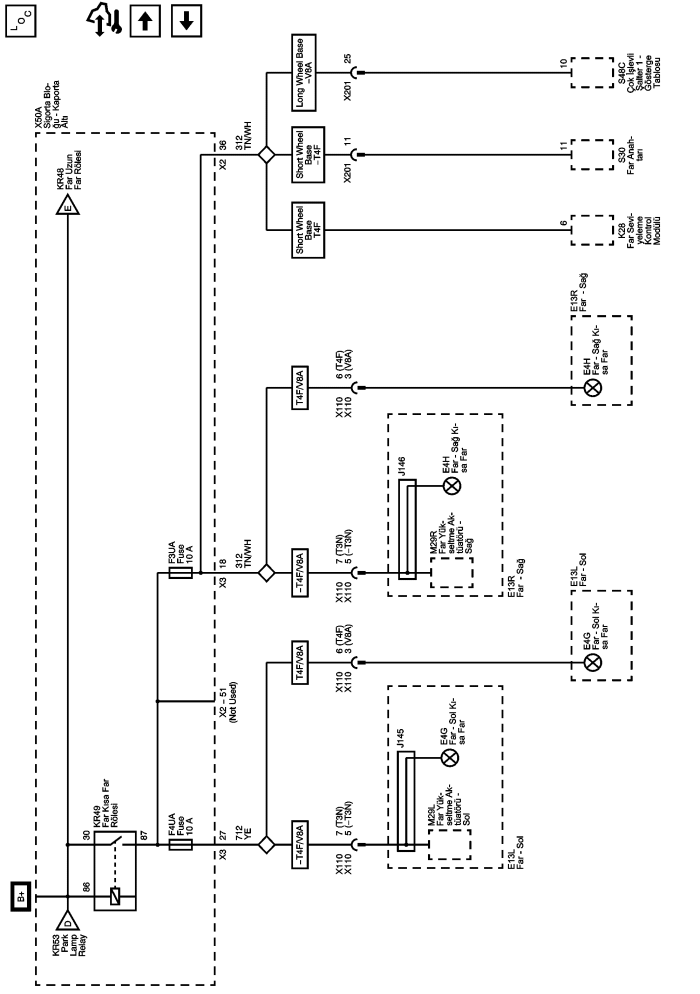 LOC
X50A
Sigorta Blo-
ğu - Kaporta
Altı
KR48
Far Uzun
Far Rölesi
E
B+
D
KR53
Park
Lamp
Relay
86
30
KR49
Far Kısa Far
Rölesi
87
F4UA
Fuse
10 A
F3UA
Fuse
10 A
X2 – 51
(Not Used)
X3
27
712
YE
X3
18
312
TN/WH
X2
36
312
TN/WH
–T4F/V8A
X110
X110
7 (T3N)
5 (–T3N)
J145
E4G
Far - Sol Kı-
sa Far
M29L
Far Yük-
seltme Ak-
tüatörü -
Sol
E13L
Far - Sol
T4F/V8A
X110
X110
6 (T4F)
3 (V8A)
E13L
Far - Sol
E4G
Far - Sol Kı-
sa Far
–T4F/V8A
X110
X110
7 (T3N)
5 (–T3N)
J146
E4H
Far - Sağ Kı-
sa Far
M29R
Far Yük-
seltme Ak-
tüatörü -
Sağ
E13R
Far - Sağ
T4F/V8A
X110
X110
6 (T4F)
3 (V8A)
E13R
Far - Sağ
E4H
Far - Sağ Kı-
sa Far
Short Wheel
Base
T4F
6
K28
Far Sevi-
yeleme
Kontrol
Modülü
Short Wheel
Base
–T4F
X201
11
11
S30
Far Anah-
tarı
Long Wheel Base
–V8A
X201
25
10
S48C
Çok İşlevli
Şalter 1 -
Gösterge
Tablosu